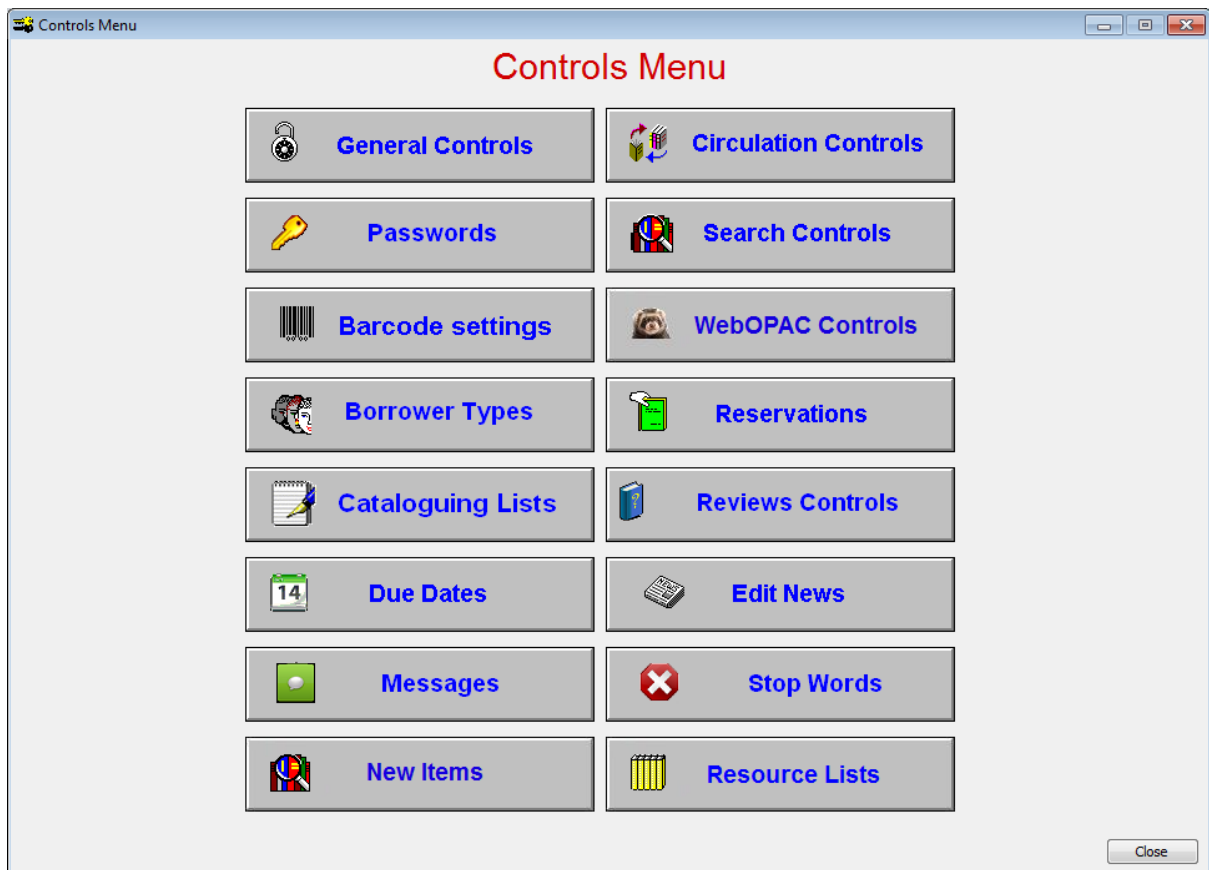 Controls Menu
Controls Menu
General Controls
Circulation Controls
Passwords
Search Controls
Barcode settings
WebOPAC Controls
Borrower Types
Reservations
Cataloguing Lists
Reviews Controls
14
Due Dates
Edit News
Messages
Stop Words
New Items
Resource Lists
Close